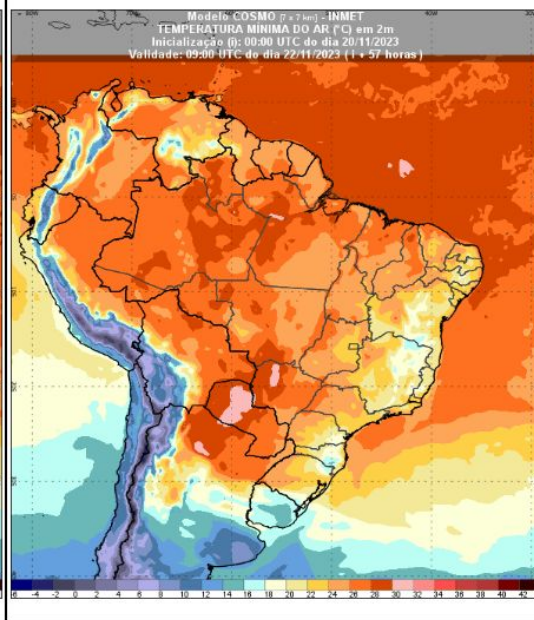 Modelo COSMO [7 x 7 km] - INMET
TEMPERATURA MÍNIMA DO AR (°C) em 2m
Inicialização (i): 00:00 UTC do dia 20/11/2023
Validade: 09:00 UTC do dia 22/11/2023 ( i + 57 horas )
-4 -2 0 2 4 6 8 10 12 14 16 18 20 22 24 26 28 30 32 34 36 38 40 42